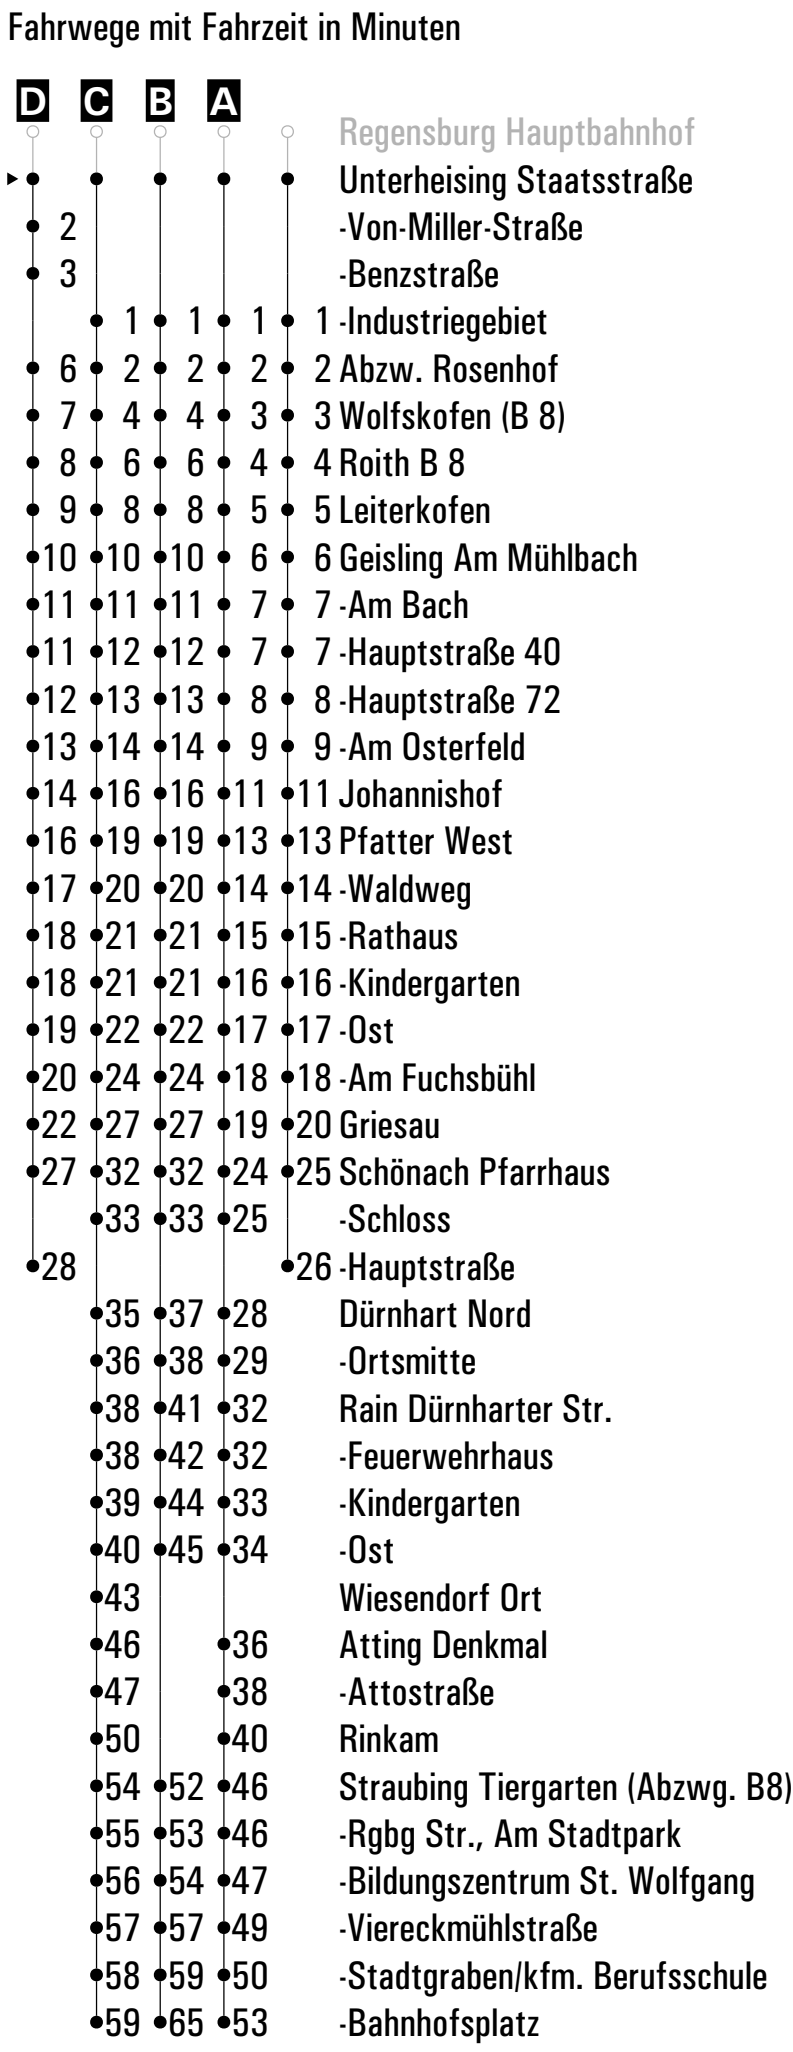 Fahrwege mit Fahrzeit in Minuten
D C B A
Regensburg Hauptbahnhof
Unterheising Staatsstraße
2 -Von-Miller-Straße
3 -Benzstraße
1 1 1 1 -Industriegebiet
6 2 2 2 2 Abzw. Rosenhof
7 4 4 3 3 Wolfskofen (B 8)
8 6 6 4 4 Roith B 8
9 8 8 5 5 Leiterkofen
10 10 10 6 6 Geisling Am Mühlbach
11 11 11 7 7 -Am Bach
11 12 12 7 7 -Hauptstraße 40
12 13 13 8 8 -Hauptstraße 72
13 14 14 9 9 -Am Osterfeld
14 16 16 11 11 Johannishof
16 19 19 13 13 Pfatter West
17 20 20 14 14 -Waldweg
18 21 21 15 15 -Rathaus
18 21 21 16 16 -Kindergarten
19 22 22 17 17 -Ost
20 24 24 18 18 -Am Fuchsbühl
22 27 27 19 20 Griesau
27 32 32 24 25 Schönach Pfarrhaus
33 33 25 -Schloss
28 26 -Hauptstraße
35 37 28 Dürnhart Nord
36 38 29 -Ortsmitte
38 41 32 Rain Dürnharter Str.
38 42 32 -Feuerwehrhaus
39 44 33 -Kindergarten
40 45 34 -Ost
43 Wiesendorf Ort
46 36 Atting Denkmal
47 38 -Attostraße
50 40 Rinkam
54 52 46 Straubing Tiergarten (Abzwg. B8)
55 53 46 -Rgbg Str., Am Stadtpark
56 54 47 -Bildungszentrum St. Wolfgang
57 57 49 -Viereckmühlstraße
58 59 50 -Stadtgraben/kfm. Berufsschule
59 65 53 -Bahnhofsplatz